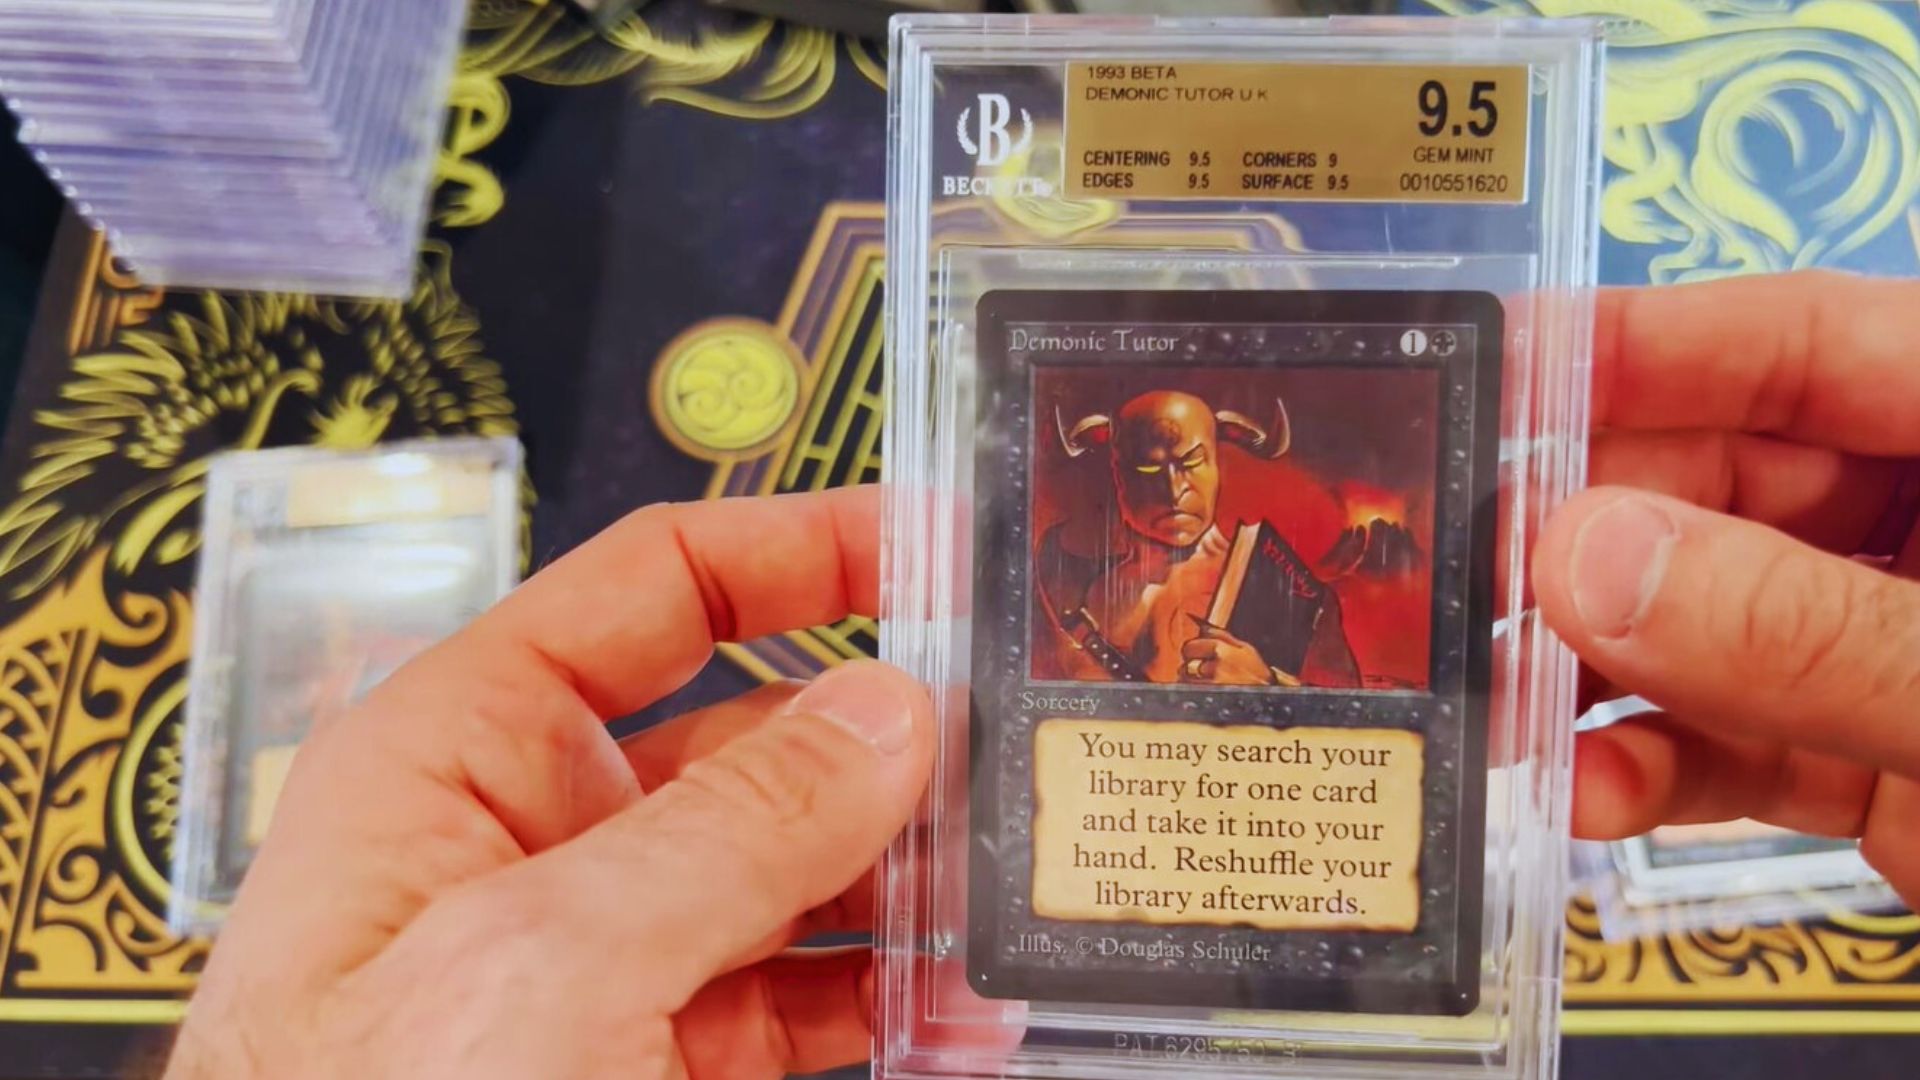 1993 BETA
DEMONIC TUTOR U K
9.5
CENTERING 9.5 CORNERS 9
GEM MINT
EDGES 9.5 SURFACE 9.5
0010551620
B
BECKETT
Demonic Tutor
1
Sorcery
You may search your
library for one card
and take it into your
hand. Reshuffle your
library afterwards.
Illus. © Douglas Schuler